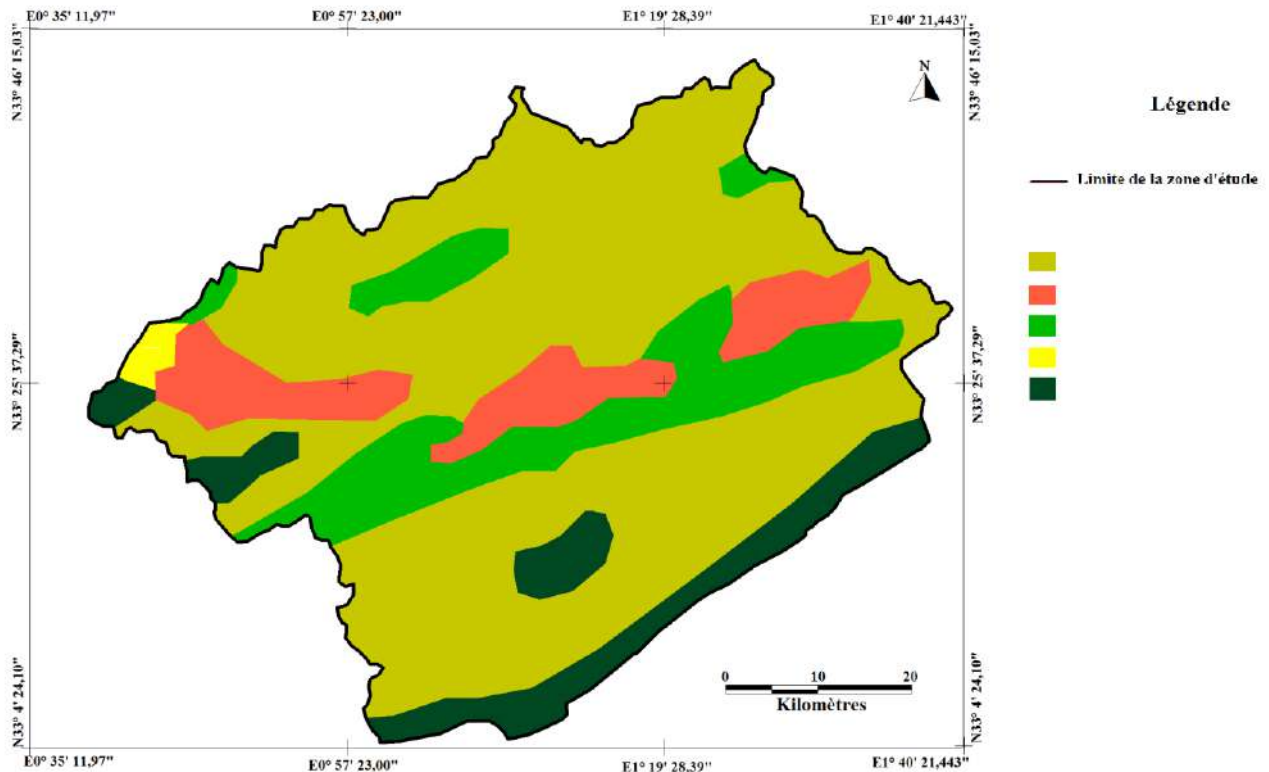 E0° 35' 11,97" E0° 57' 23,00" E1° 19' 28,39" E1° 40' 21,443"
N33° 46' 15,03" N33° 46' 15,03"
N
Légende
Limite de la zone d'étude
N33° 25' 37,29" N33° 25' 37,29"
N33° 4' 24,10" N33° 4' 24,10"
0 10 20
Kilomètres
E0° 35' 11,97" E0° 57' 23,00" E1° 19' 28,39" E1° 40' 21,443"